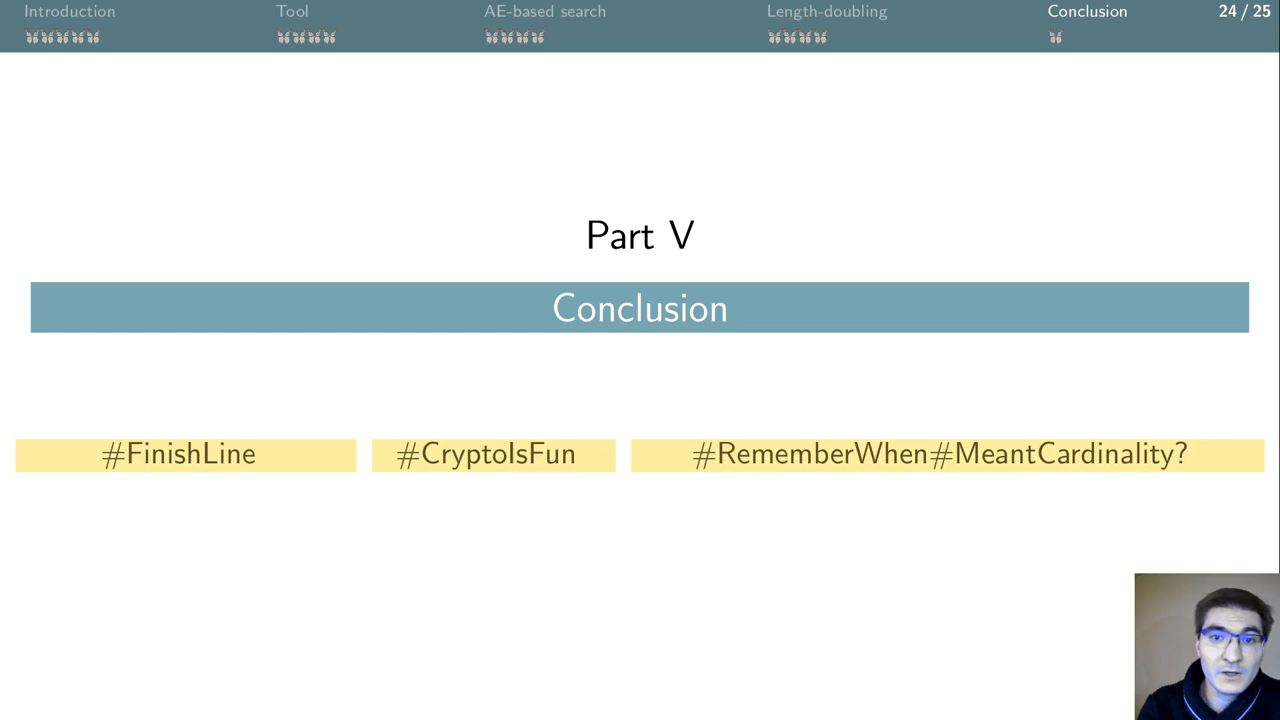 Introduction Tool AE-based search Length-doubling Conclusion 24 / 25
Part V
Conclusion
#FinishLine #CryptoIsFun #RememberWhen#MeantCardinality?